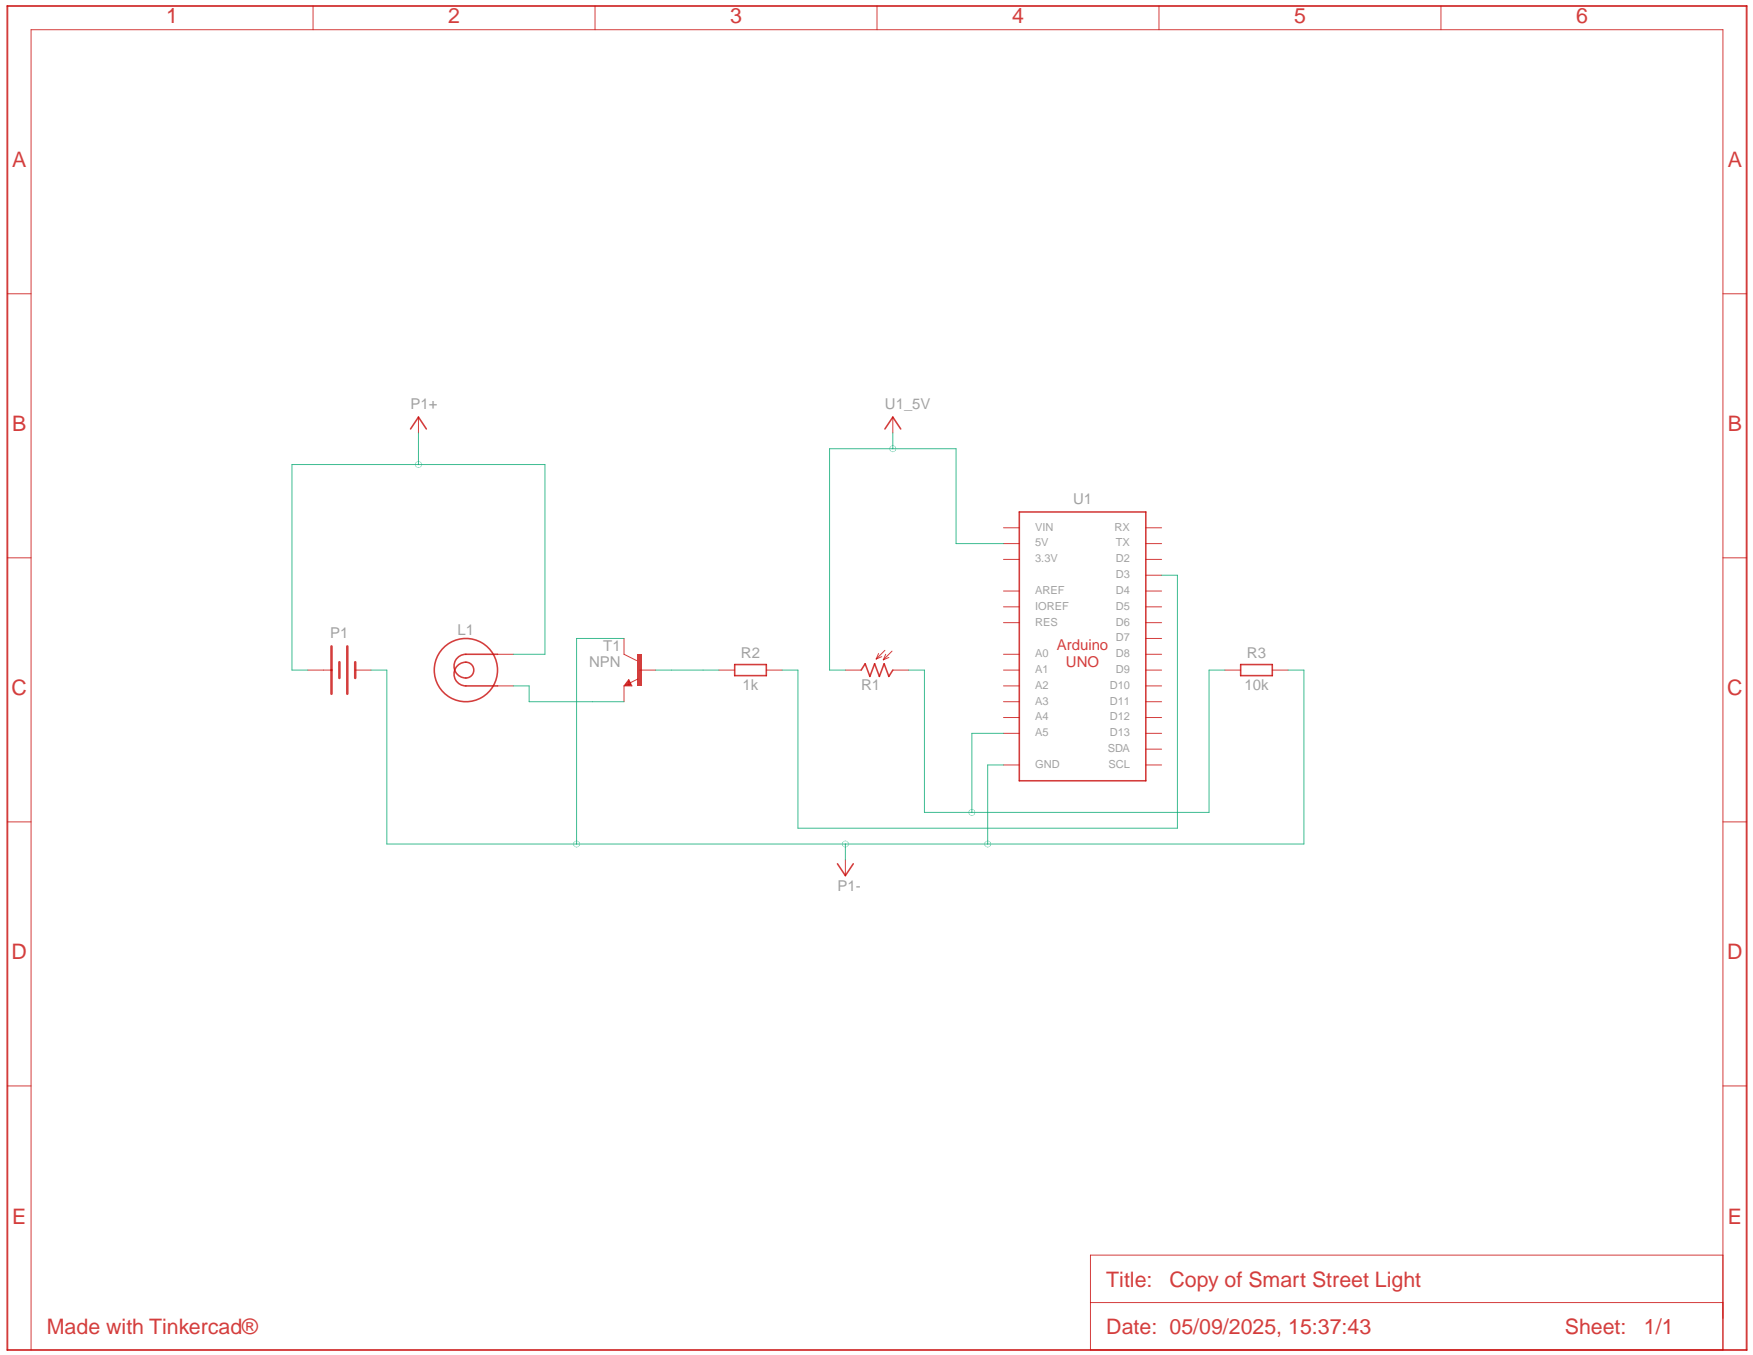 1 2 3 4 5 6
A A
P1+ U1_5V
B B
U1
VIN RX
5V TX
3.3V D2
D3
AREF D4
IOREF D5
RES D6
D7
A0 D8
A1 D9
A2 D10
A3 D11
A4 D12
A5 D13
SDA
GND SCL
Arduino
UNO
P1
L1
T1
NPN
R2
1k
R1
R3
10k
C C
P1-
D D
E E
Title: Copy of Smart Street Light
Made with Tinkercad®
Date: 05/09/2025, 15:37:43 Sheet: 1/1